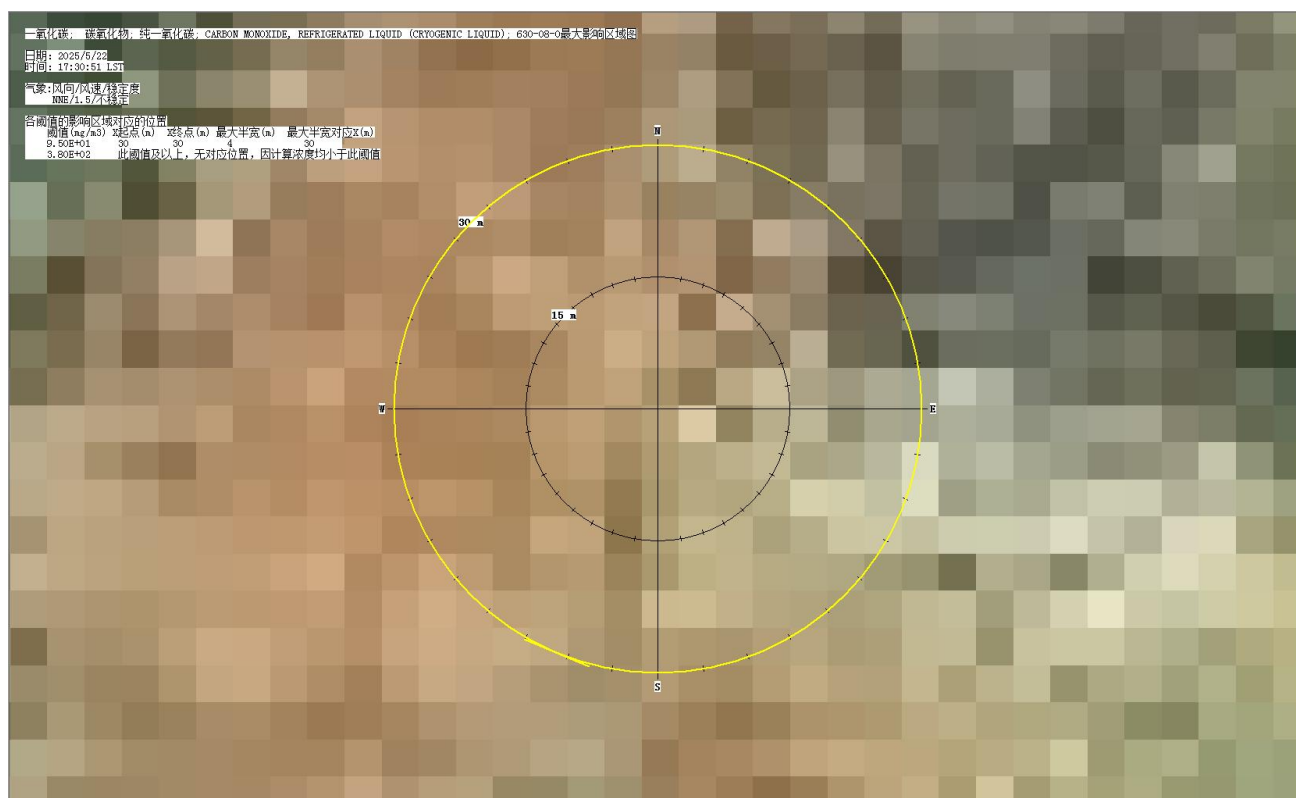 一氧化碳; 碳氧化物; 纯一氧化碳; CARBON MONOXIDE, REFRIGERATED LIQUID (CRYOGENIC LIQUID); 630-08-0最大影响区域图
日期: 2025/5/22
时间: 17:30:51 LST
气象:风向/风速/稳定度
NNE/1.5/不稳定
各阈值的影响区域对应的位置
阈值(mg/m3) X起点(m) X终点(m) 最大半宽(m) 最大半宽对应X(m)
9.50E+01 30 30 4 30
3.80E+02 此阈值及以上，无对应位置，因计算浓度均小于此阈值
N
30 m
15 m
W
E
S